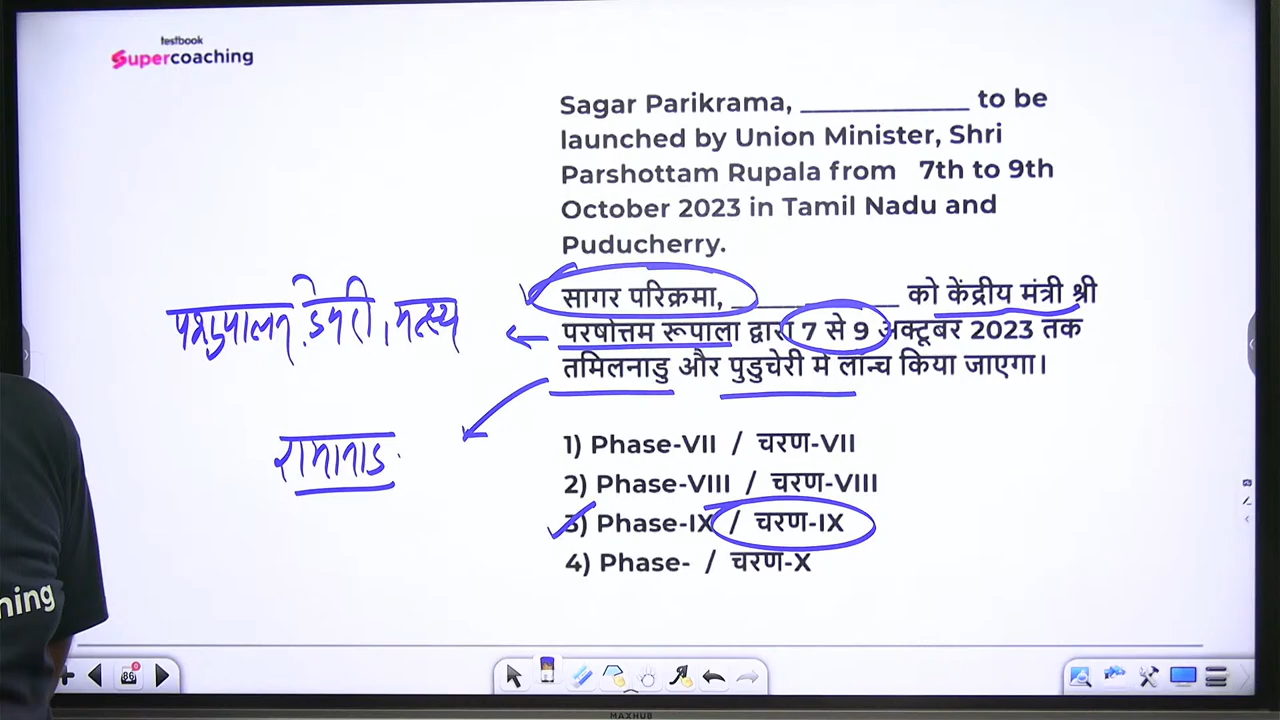 testbook
Supercoaching
Sagar Parikrama, ____________ to be
launched by Union Minister, Shri
Parshottam Rupala from 7th to 9th
October 2023 in Tamil Nadu and
Puducherry.
सागर परिक्रमा, ____________ को केंद्रीय मंत्री श्री
परषोत्तम रूपाला द्वारा 7 से 9 अक्टूबर 2023 तक
तमिलनाडु और पुडुचेरी में लॉन्च किया जाएगा।
पशुपालन, डेयरी, मत्स्य
रामनाड
1) Phase-VII / चरण-VII
2) Phase-VIII / चरण-VIII
3) Phase-IX / चरण-IX
4) Phase- / चरण-X
ning
86
MAXHUB